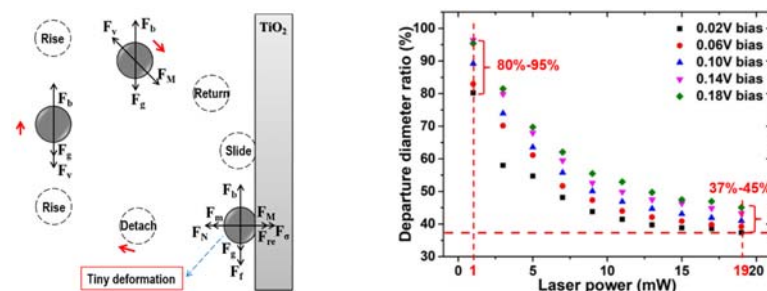 Rise
F_v
F_b
F_M
F_g
TiO₂
Return
F_b
F_g
F_v
Slide
Rise
Detach
F_b
F_m
F_M
F_N
F_re
F_σ
F_g
F_f
Tiny deformation
Departure diameter ratio (%)
100
90
80
70
60
50
40
30
80%-95%
0.02V bias
0.06V bias
0.10V bias
0.14V bias
0.18V bias
37%-45%
0 1 5 10 15 19 20
Laser power (mW)